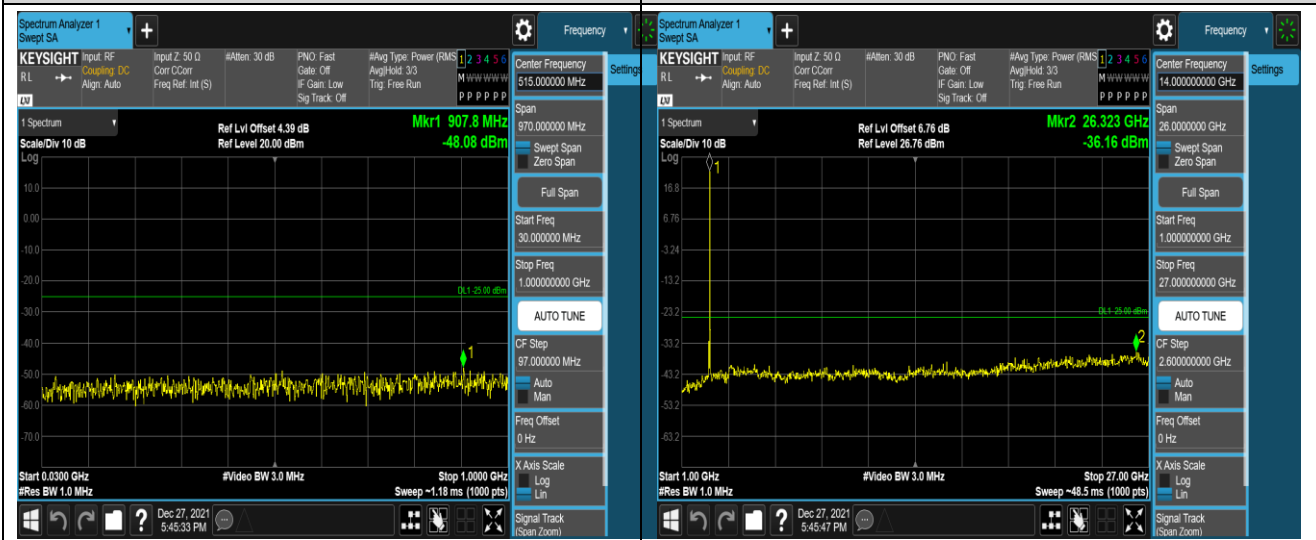 Spectrum Analyzer 1
Swept SA
+
Frequency
KEYSIGHT
RL
LXI
Input: RF
Coupling: DC
Align: Auto
Input Z: 50 Ω
Corr CCorr
Freq Ref: Int (S)
#Atten: 30 dB
PNO: Fast
Gate: Off
IF Gain: Low
Sig Track: Off
#Avg Type: Power (RMS
Avg|Hold: 3/3
Trig: Free Run
1 2 3 4 5 6
M W W W W W
P P P P P P
Center Frequency
515.000000 MHz
Settings
Span
970.000000 MHz
Swept Span
Zero Span
Full Span
Start Freq
30.000000 MHz
Stop Freq
1.000000000 GHz
AUTO TUNE
CF Step
97.000000 MHz
Auto
Man
Freq Offset
0 Hz
X Axis Scale
Log
Lin
Signal Track
(Span Zoom)
1 Spectrum
Scale/Div 10 dB
Log
Ref Lvl Offset 4.39 dB
Ref Level 20.00 dBm
Mkr1 907.8 MHz
-48.08 dBm
10.0
0.00
-10.0
-20.0
DL1 -25.00 dBm
-30.0
-40.0
1
-50.0
-60.0
-70.0
Start 0.0300 GHz
#Video BW 3.0 MHz
Stop 1.0000 GHz
#Res BW 1.0 MHz
Sweep ~1.18 ms (1000 pts)
?
Dec 27, 2021
5:45:33 PM
Spectrum Analyzer 1
Swept SA
+
Frequency
KEYSIGHT
RL
LXI
Input: RF
Coupling: DC
Align: Auto
Input Z: 50 Ω
Corr CCorr
Freq Ref: Int (S)
#Atten: 30 dB
PNO: Fast
Gate: Off
IF Gain: Low
Sig Track: Off
#Avg Type: Power (RMS
Avg|Hold: 3/3
Trig: Free Run
1 2 3 4 5 6
M W W W W W
P P P P P P
Center Frequency
14.000000000 GHz
Settings
Span
26.0000000 GHz
Swept Span
Zero Span
Full Span
Start Freq
1.000000000 GHz
Stop Freq
27.000000000 GHz
AUTO TUNE
CF Step
2.600000000 GHz
Auto
Man
Freq Offset
0 Hz
X Axis Scale
Log
Lin
Signal Track
(Span Zoom)
1 Spectrum
Scale/Div 10 dB
Log
Ref Lvl Offset 6.76 dB
Ref Level 26.76 dBm
Mkr2 26.323 GHz
-36.16 dBm
1
16.8
6.76
-3.24
-13.2
-23.2
DL1 -25.00 dBm
-33.2
2
-43.2
-53.2
-63.2
Start 1.00 GHz
#Video BW 3.0 MHz
Stop 27.00 GHz
#Res BW 1.0 MHz
Sweep ~48.5 ms (1000 pts)
?
Dec 27, 2021
5:45:47 PM